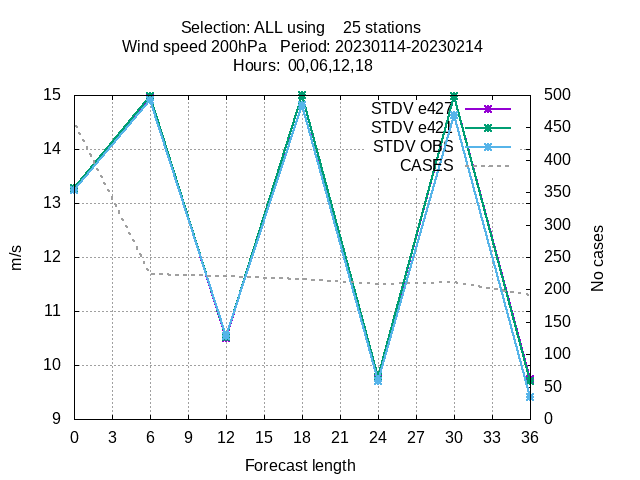 Selection: ALL using    25 stations
Wind speed 200hPa   Period: 20230114-20230214
Hours:  00,06,12,18
STDV e427
STDV e421
STDV OBS
CASES
15
14
13
12
11
10
9
m/s
500
450
400
350
300
250
200
150
100
50
0
No cases
0 3 6 9 12 15 18 21 24 27 30 33 36
Forecast length